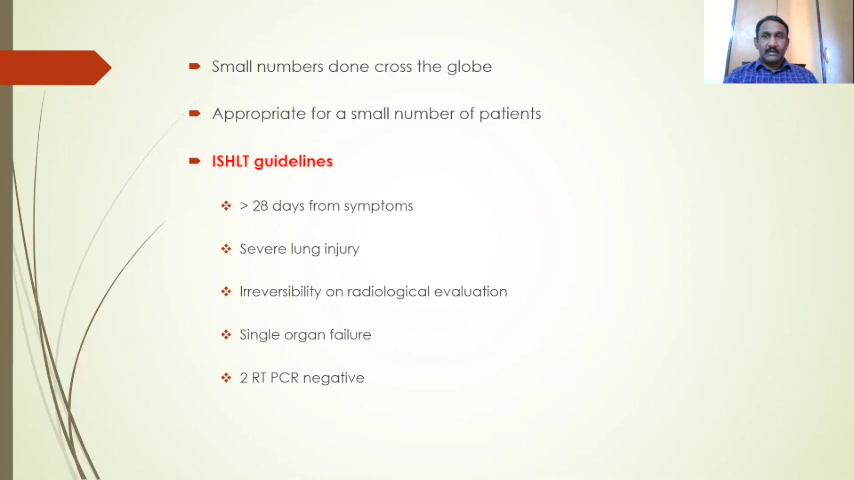 Small numbers done cross the globe
Appropriate for a small number of patients
ISHLT guidelines
> 28 days from symptoms
Severe lung injury
Irreversibility on radiological evaluation
Single organ failure
2 RT PCR negative